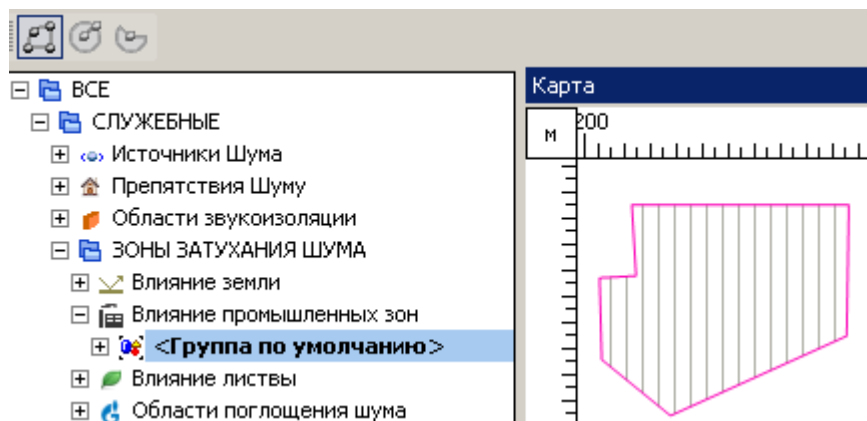 ВСЕ
СЛУЖЕБНЫЕ
Источники Шума
Препятствия Шуму
Области звукоизоляции
ЗОНЫ ЗАТУХАНИЯ ШУМА
Влияние земли
Влияние промышленных зон
<Группа по умолчанию>
Влияние листвы
Области поглощения шума
Карта
м
200